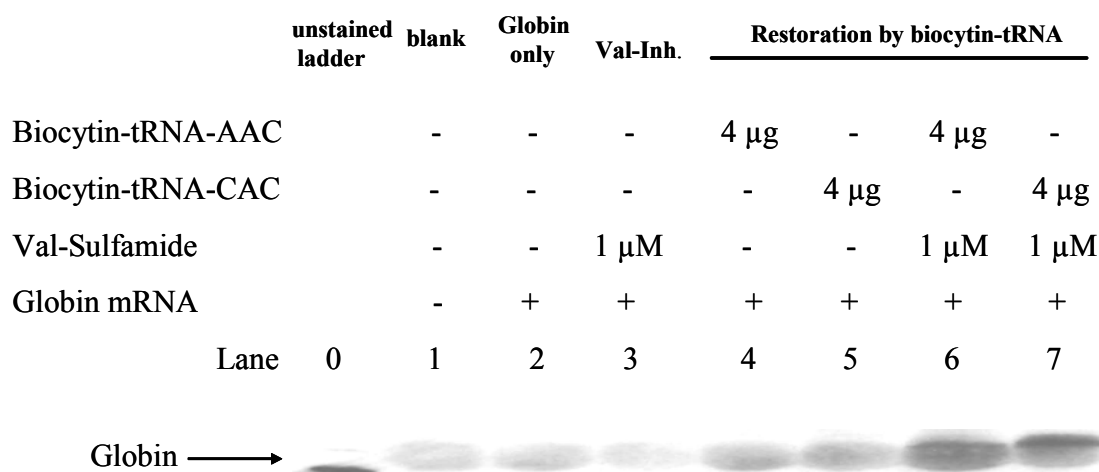 unstained ladder blank Globin only Val-Inh. Restoration by biocytin-tRNA
Biocytin-tRNA-AAC - - - 4 µg - 4 µg -
Biocytin-tRNA-CAC - - - - 4 µg - 4 µg
Val-Sulfamide - - 1 µM - - 1 µM 1 µM
Globin mRNA - + + + + + +
Lane 0 1 2 3 4 5 6 7
Globin